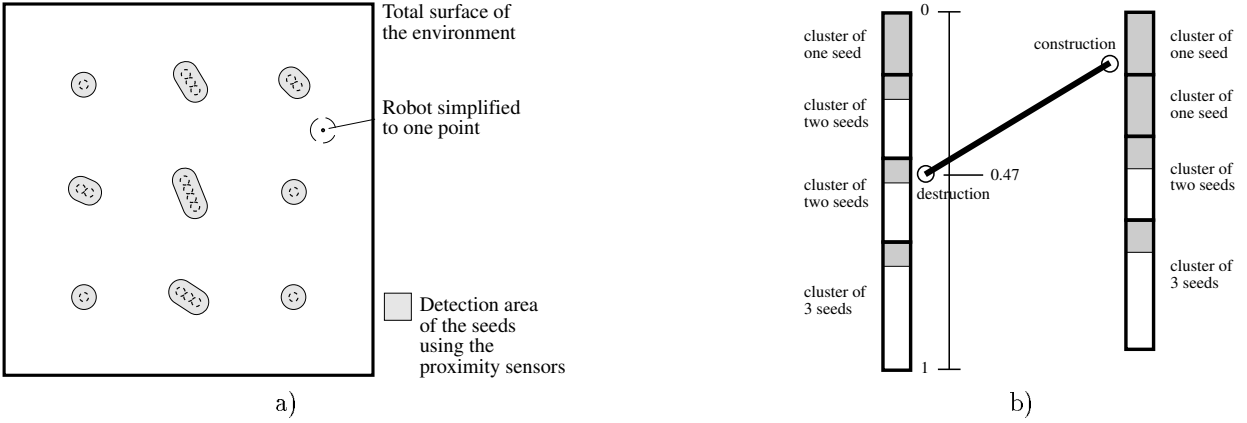 Total surface of
the environment
Robot simplified
to one point
Detection area
of the seeds
using the
proximity sensors
a)
0
cluster of
one seed
cluster of
two seeds
cluster of
two seeds
cluster of
3 seeds
construction
0.47
destruction
1
cluster of
one seed
cluster of
one seed
cluster of
two seeds
cluster of
3 seeds
b)